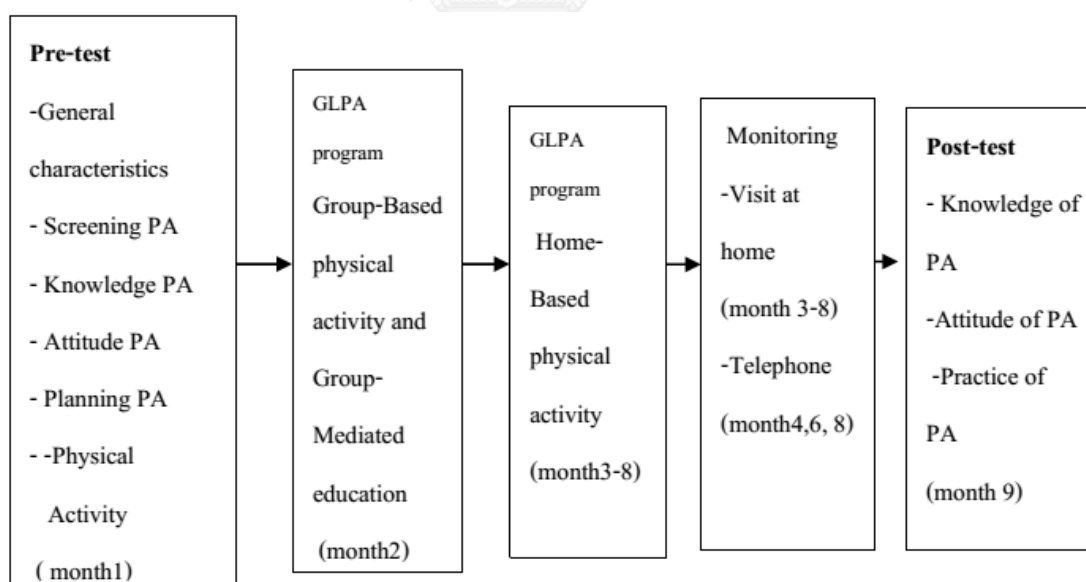 Pre-test
-General
characteristics
- Screening PA
- Knowledge PA
- Attitude PA
- Planning PA
- -Physical
Activity
( month1)
GLPA
program
Group-Based
physical
activity and
Group-
Mediated
education
(month2)
GLPA
program
Home-
Based
physical
activity
(month3-8)
Monitoring
-Visit at
home
(month 3-8)
-Telephone
(month4,6, 8)
Post-test
- Knowledge of
PA
-Attitude of PA
-Practice of
PA
(month 9)